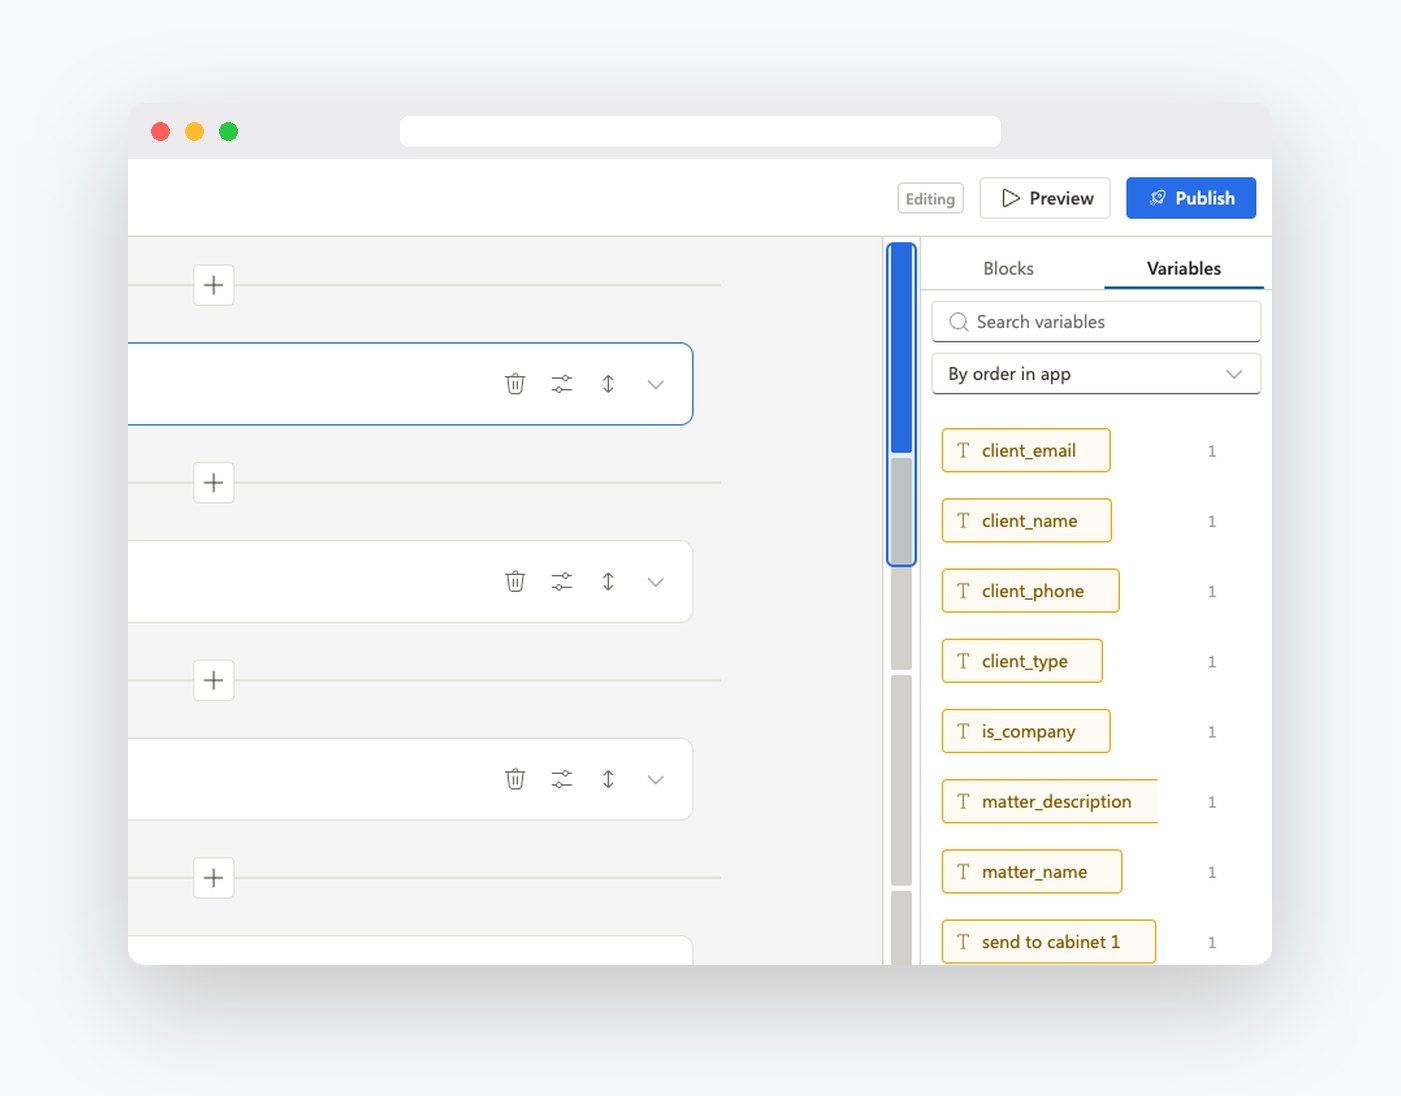 Editing
Preview
Publish
Blocks
Variables
Search variables
By order in app
T client_email 1
T client_name 1
T client_phone 1
T client_type 1
T is_company 1
T matter_description 1
T matter_name 1
T send to cabinet 1 1